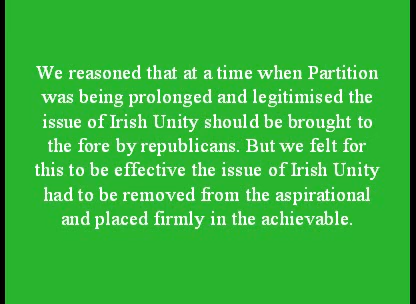 We reasoned that at a time when Partition
was being prolonged and legitimised the
issue of Irish Unity should be brought to
the fore by republicans. But we felt for
this to be effective the issue of Irish Unity
had to be removed from the aspirational
and placed firmly in the achievable.